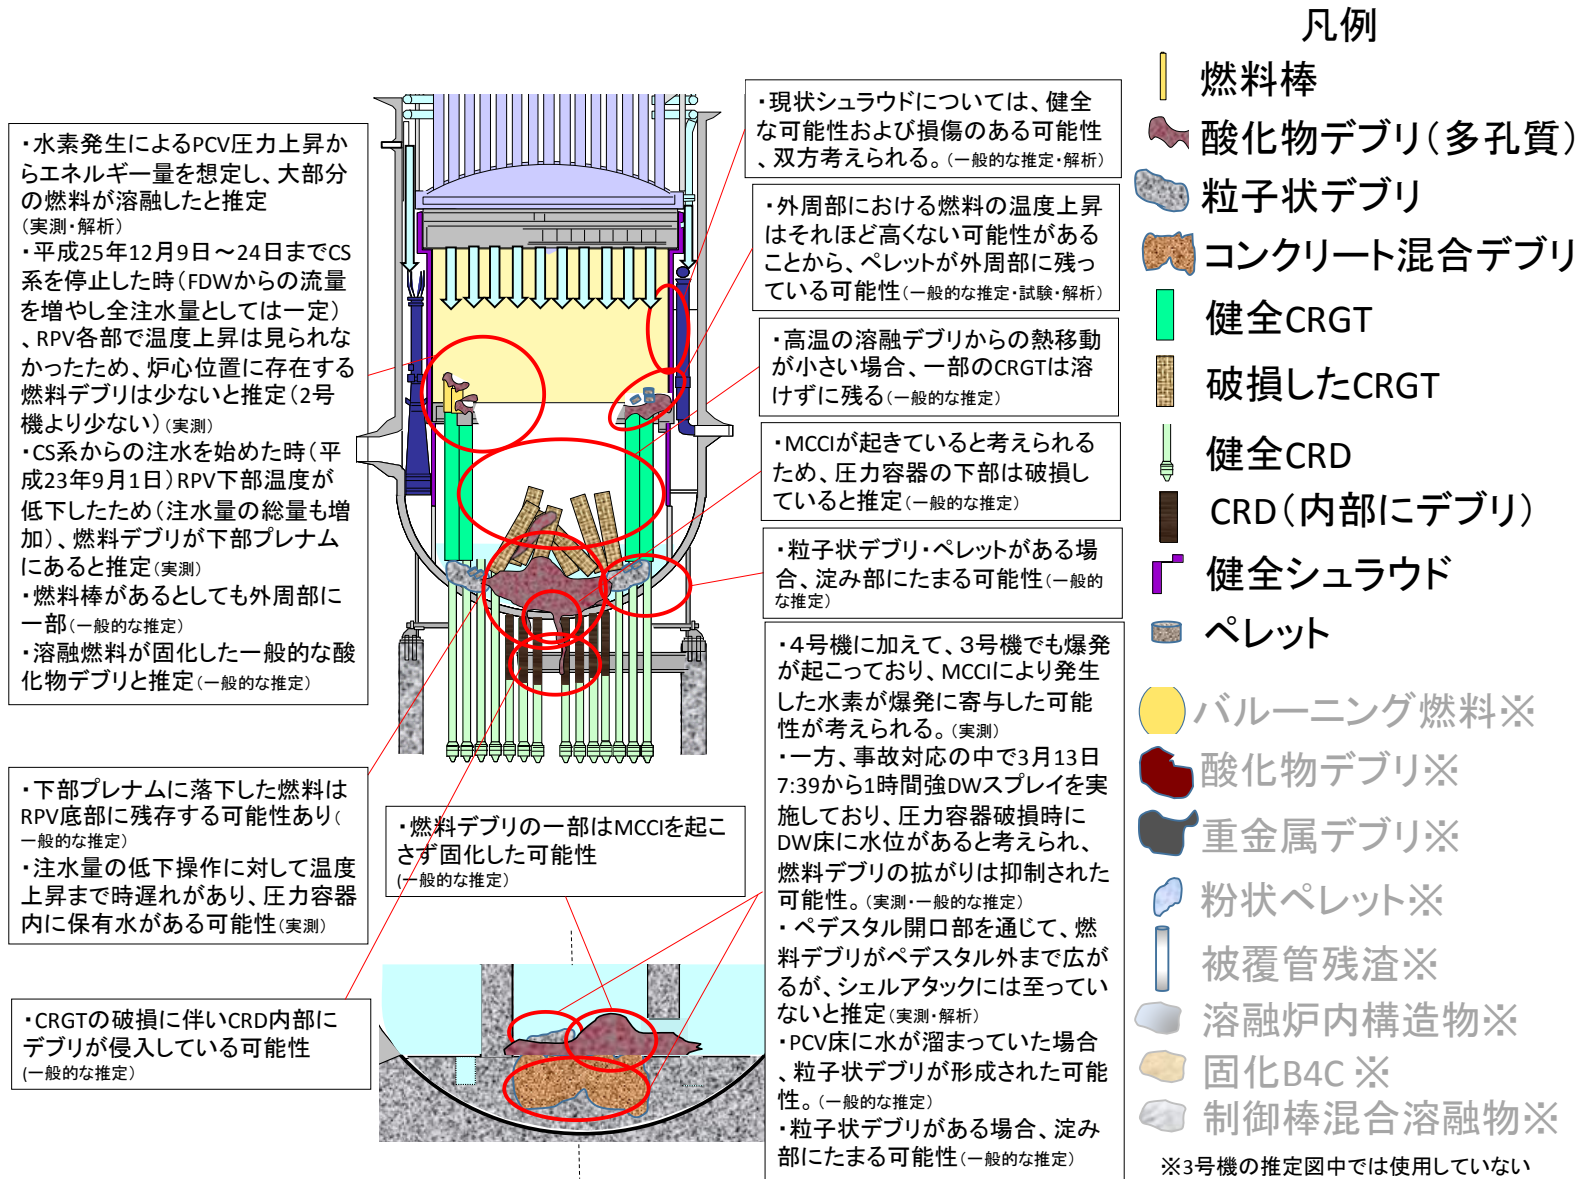 ・水素発生によるPCV圧力上昇か
らエネルギー量を想定し、大部分
の燃料が溶融したと推定
(実測・解析)
・平成25年12月9日～24日までCS
系を停止した時(FDWからの流量
を増やし全注水量としては一定)
、RPV各部で温度上昇は見られな
かったため、炉心位置に存在する
燃料デブリは少ないと推定(2号
機より少ない)(実測)
・CS系からの注水を始めた時(平
成23年9月1日)RPV下部温度が
低下したため(注水量の総量も増
加)、燃料デブリが下部プレナム
にあると推定(実測)
・燃料棒があるとしても外周部に
一部(一般的な推定)
・溶融燃料が固化した一般的な酸
化物デブリと推定(一般的な推定)
・下部プレナムに落下した燃料は
RPV底部に残存する可能性あり(
一般的な推定)
・注水量の低下操作に対して温度
上昇まで時遅れがあり、圧力容器
内に保有水がある可能性(実測)
・CRGTの破損に伴いCRD内部に
デブリが侵入している可能性
(一般的な推定)
・燃料デブリの一部はMCCIを起こ
さず固化した可能性
(一般的な推定)
・現状シュラウドについては、健全
な可能性および損傷のある可能性
、双方考えられる。(一般的な推定・解析)
・外周部における燃料の温度上昇
はそれほど高くない可能性がある
ことから、ペレットが外周部に残っ
ている可能性(一般的な推定・試験・解析)
・高温の溶融デブリからの熱移動
が小さい場合、一部のCRGTは溶
けずに残る(一般的な推定)
・MCCIが起きていると考えられる
ため、圧力容器の下部は破損し
ていると推定(一般的な推定)
・粒子状デブリ・ペレットがある場
合、淀み部にたまる可能性(一般的
な推定)
・４号機に加えて、３号機でも爆発
が起こっており、MCCIにより発生
した水素が爆発に寄与した可能
性が考えられる。(実測)
・一方、事故対応の中で3月13日
7:39から1時間強DWスプレイを実
施しており、圧力容器破損時に
DW床に水位があると考えられ、
燃料デブリの拡がりは抑制された
可能性。(実測・一般的な推定)
・ペデスタル開口部を通じて、燃
料デブリがペデスタル外まで広が
るが、シェルアタックには至ってい
ないと推定(実測・解析)
・PCV床に水が溜まっていた場合
、粒子状デブリが形成された可能
性。(一般的な推定)
・粒子状デブリがある場合、淀み
部にたまる可能性(一般的な推定)
凡例
燃料棒
酸化物デブリ(多孔質)
粒子状デブリ
コンクリート混合デブリ
健全CRGT
破損したCRGT
健全CRD
CRD(内部にデブリ)
健全シュラウド
ペレット
バルーニング燃料※
酸化物デブリ※
重金属デブリ※
粉状ペレット※
被覆管残渣※
溶融炉内構造物※
固化B4C ※
制御棒混合溶融物※
※3号機の推定図中では使用していない